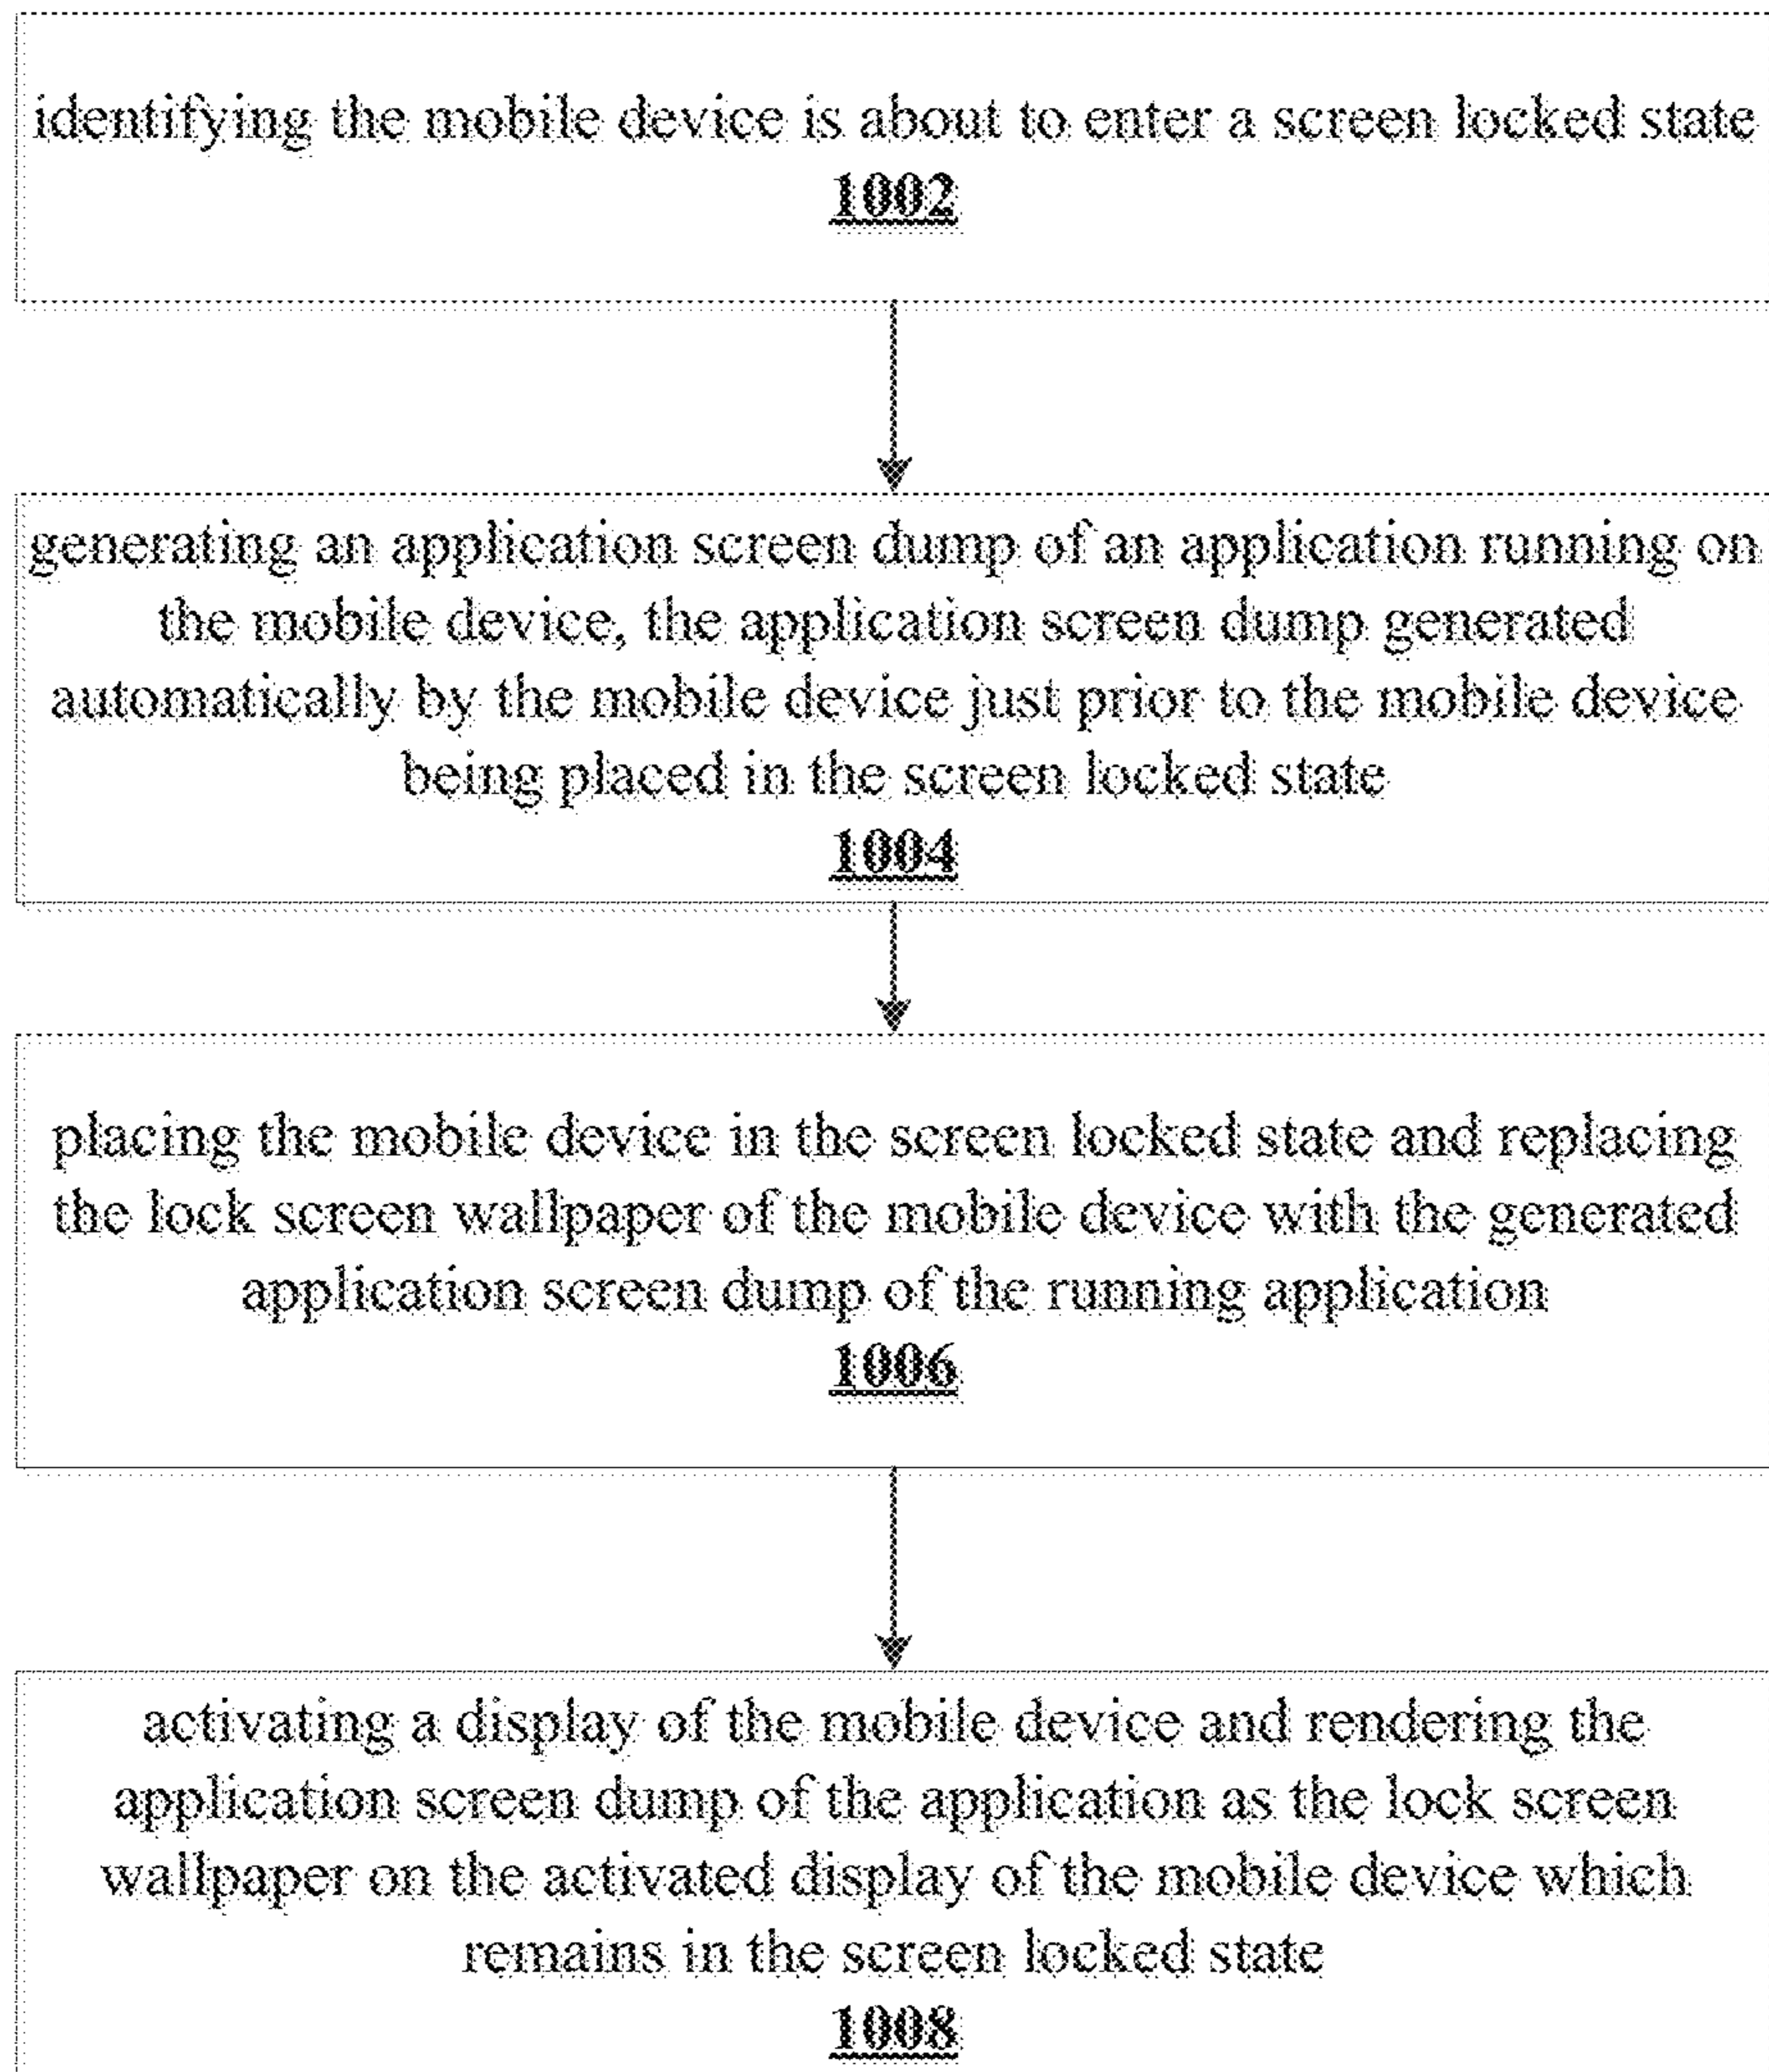 identifying the mobile device is about to enter a screen locked state
1002
generating an application screen dump of an application running on
the mobile device, the application screen dump generated
automatically by the mobile device just prior to the mobile device
being placed in the screen locked state
1004
placing the mobile device in the screen locked state and replacing
the lock screen wallpaper of the mobile device with the generated
application screen dump of the running application
1006
activating a display of the mobile device and rendering the
application screen dump of the application as the lock screen
wallpaper on the activated display of the mobile device which
remains in the screen locked state
1008